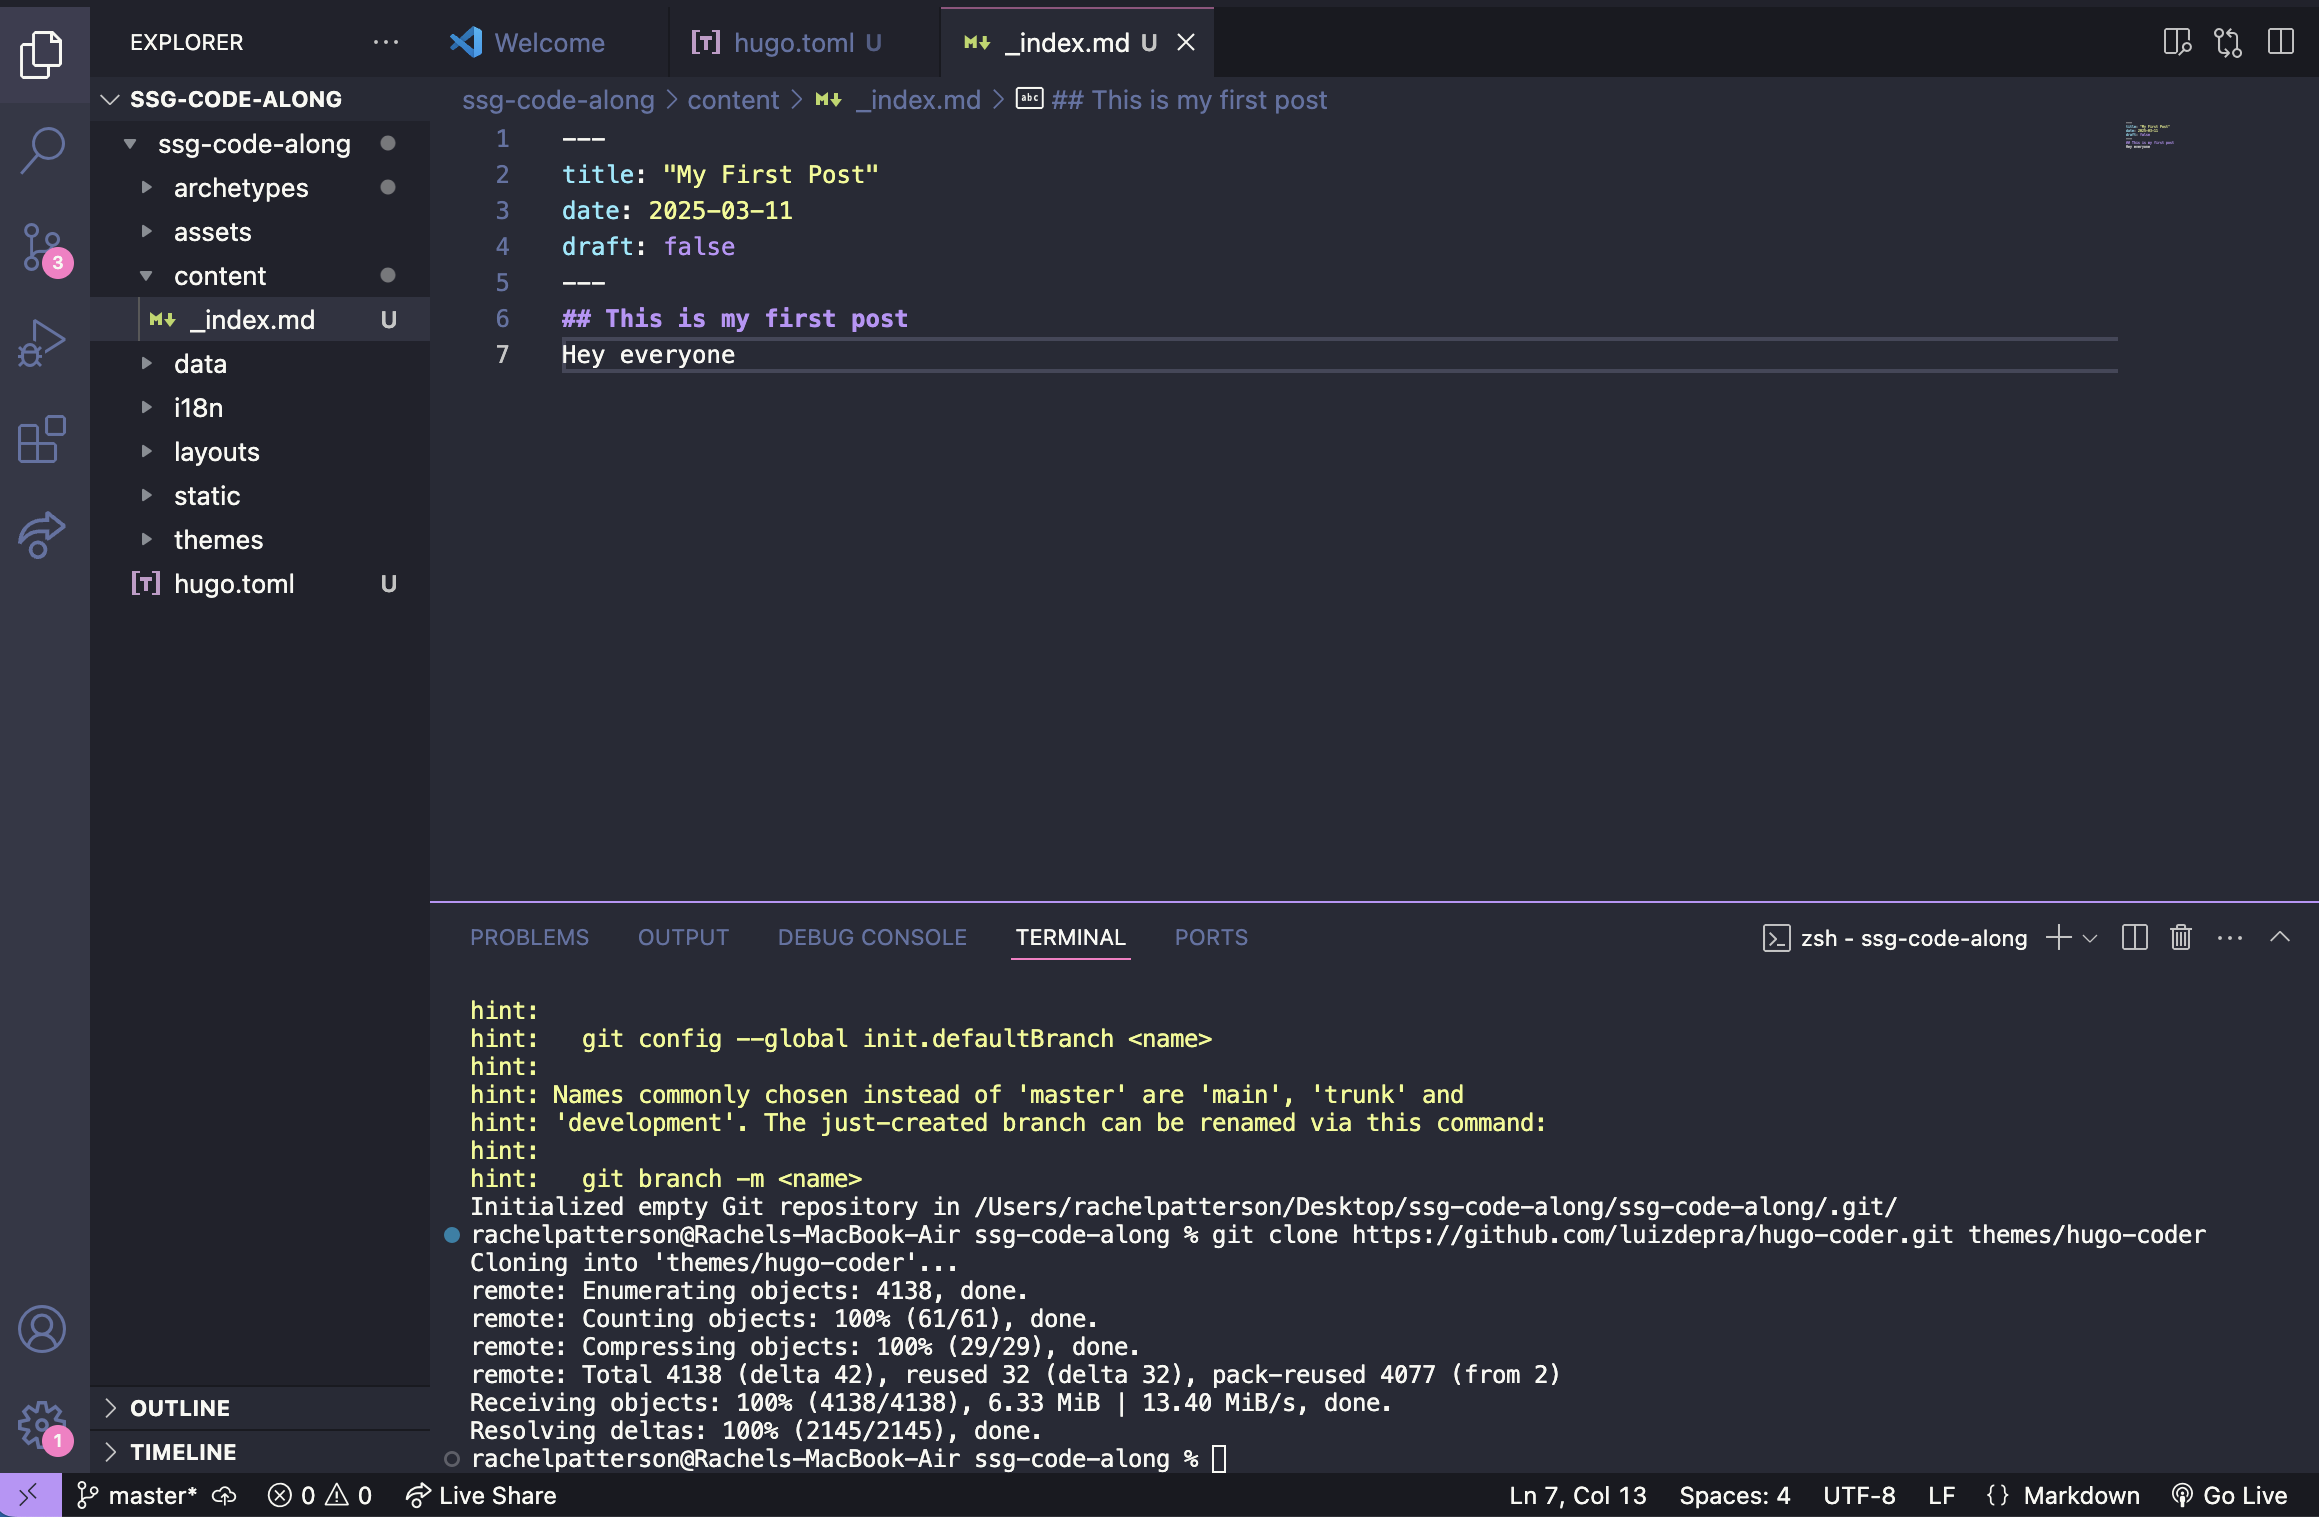 EXPLORER
Welcome
hugo.toml U
_index.md U
SSG-CODE-ALONG
ssg-code-along
archetypes
assets
content
_index.md U
data
i18n
layouts
static
themes
hugo.toml U
OUTLINE
TIMELINE
3
1
ssg-code-along > content > _index.md > abc ## This is my first post
1 ---
2 title: "My First Post"
3 date: 2025-03-11
4 draft: false
5 ---
6 ## This is my first post
7 Hey everyone
PROBLEMS OUTPUT DEBUG CONSOLE TERMINAL PORTS
zsh - ssg-code-along
hint:
hint:   git config --global init.defaultBranch <name>
hint:
hint: Names commonly chosen instead of 'master' are 'main', 'trunk' and
hint: 'development'. The just-created branch can be renamed via this command:
hint:
hint:   git branch -m <name>
Initialized empty Git repository in /Users/rachelpatterson/Desktop/ssg-code-along/ssg-code-along/.git/
rachelpatterson@Rachels-MacBook-Air ssg-code-along % git clone https://github.com/luizdepra/hugo-coder.git themes/hugo-coder
Cloning into 'themes/hugo-coder'...
remote: Enumerating objects: 4138, done.
remote: Counting objects: 100% (61/61), done.
remote: Compressing objects: 100% (29/29), done.
remote: Total 4138 (delta 42), reused 32 (delta 32), pack-reused 4077 (from 2)
Receiving objects: 100% (4138/4138), 6.33 MiB | 13.40 MiB/s, done.
Resolving deltas: 100% (2145/2145), done.
rachelpatterson@Rachels-MacBook-Air ssg-code-along %
master* 0 0 Live Share
Ln 7, Col 13 Spaces: 4 UTF-8 LF {} Markdown Go Live